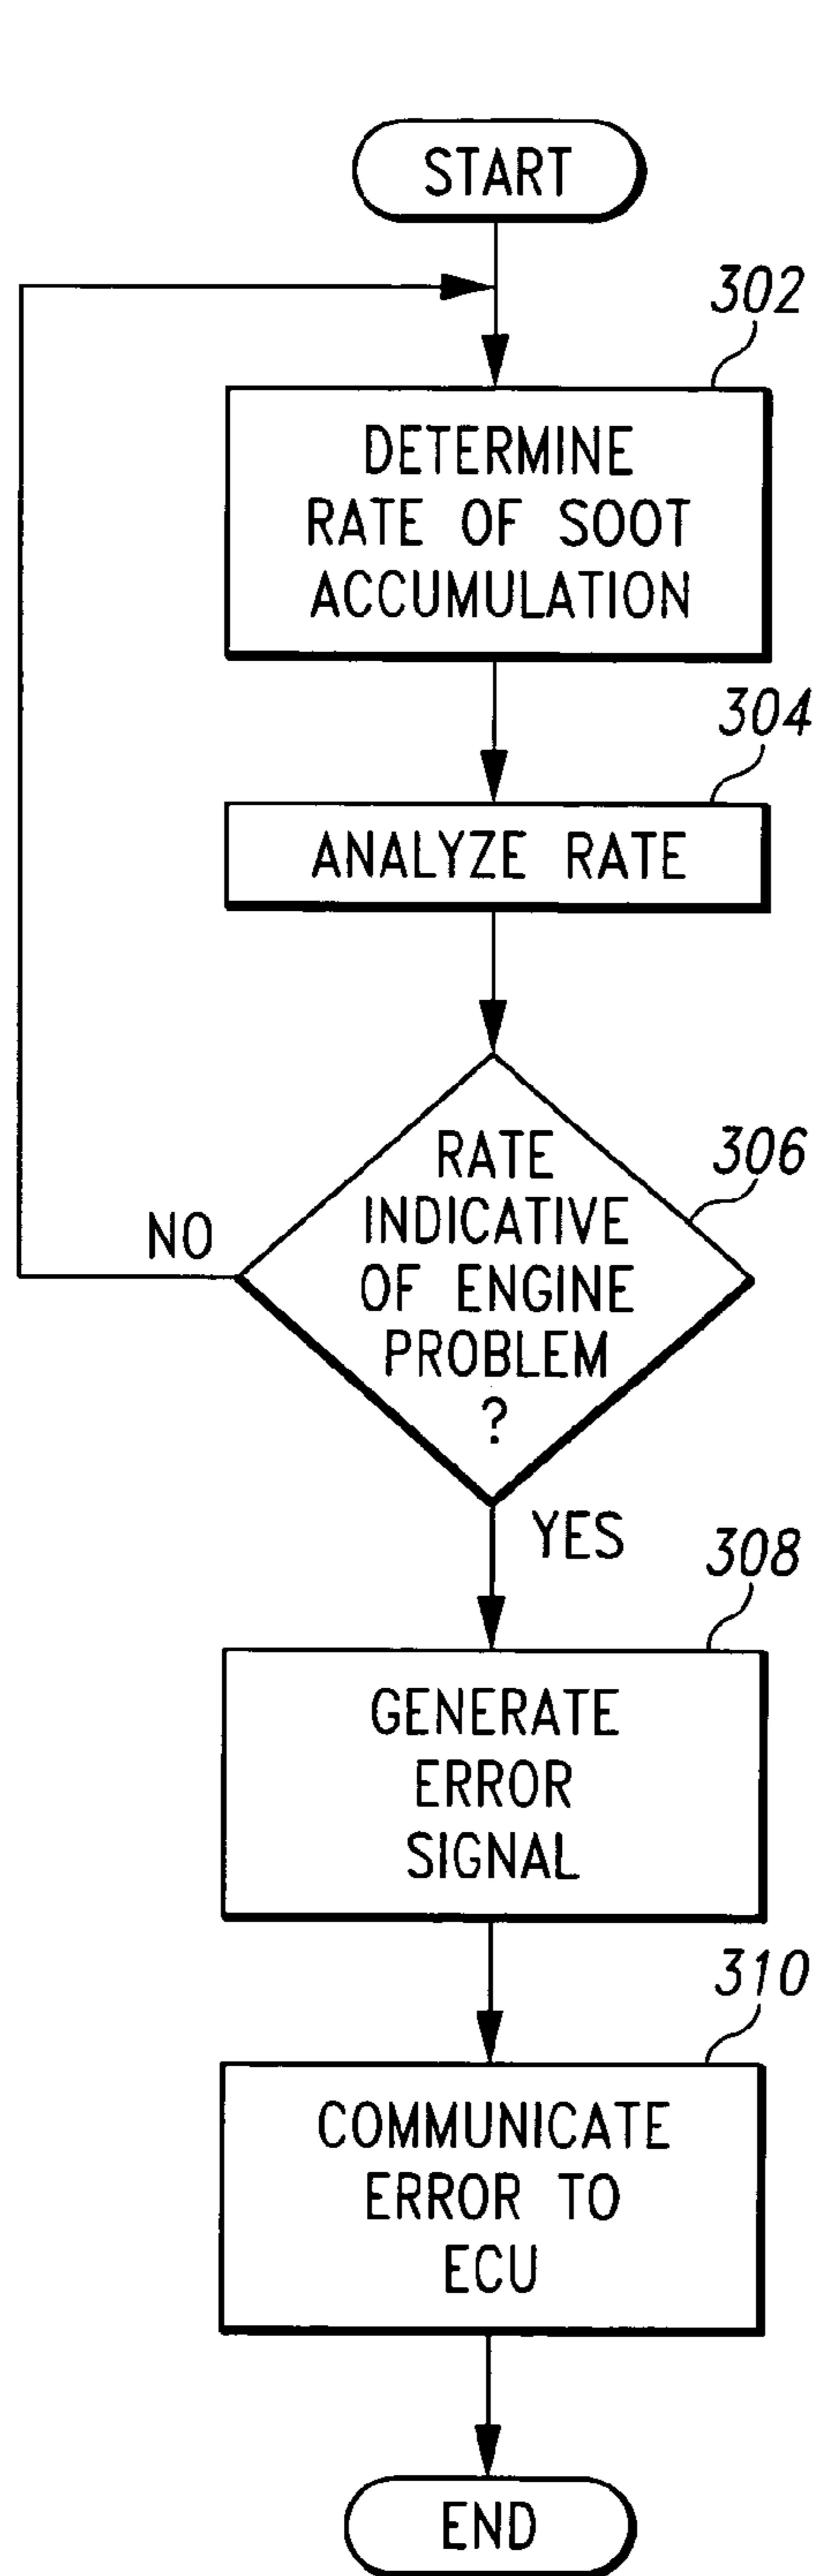 START
302
DETERMINE
RATE OF SOOT
ACCUMULATION
304
ANALYZE RATE
306
RATE
INDICATIVE
OF ENGINE
PROBLEM
?
NO
YES
308
GENERATE
ERROR
SIGNAL
310
COMMUNICATE
ERROR TO
ECU
END